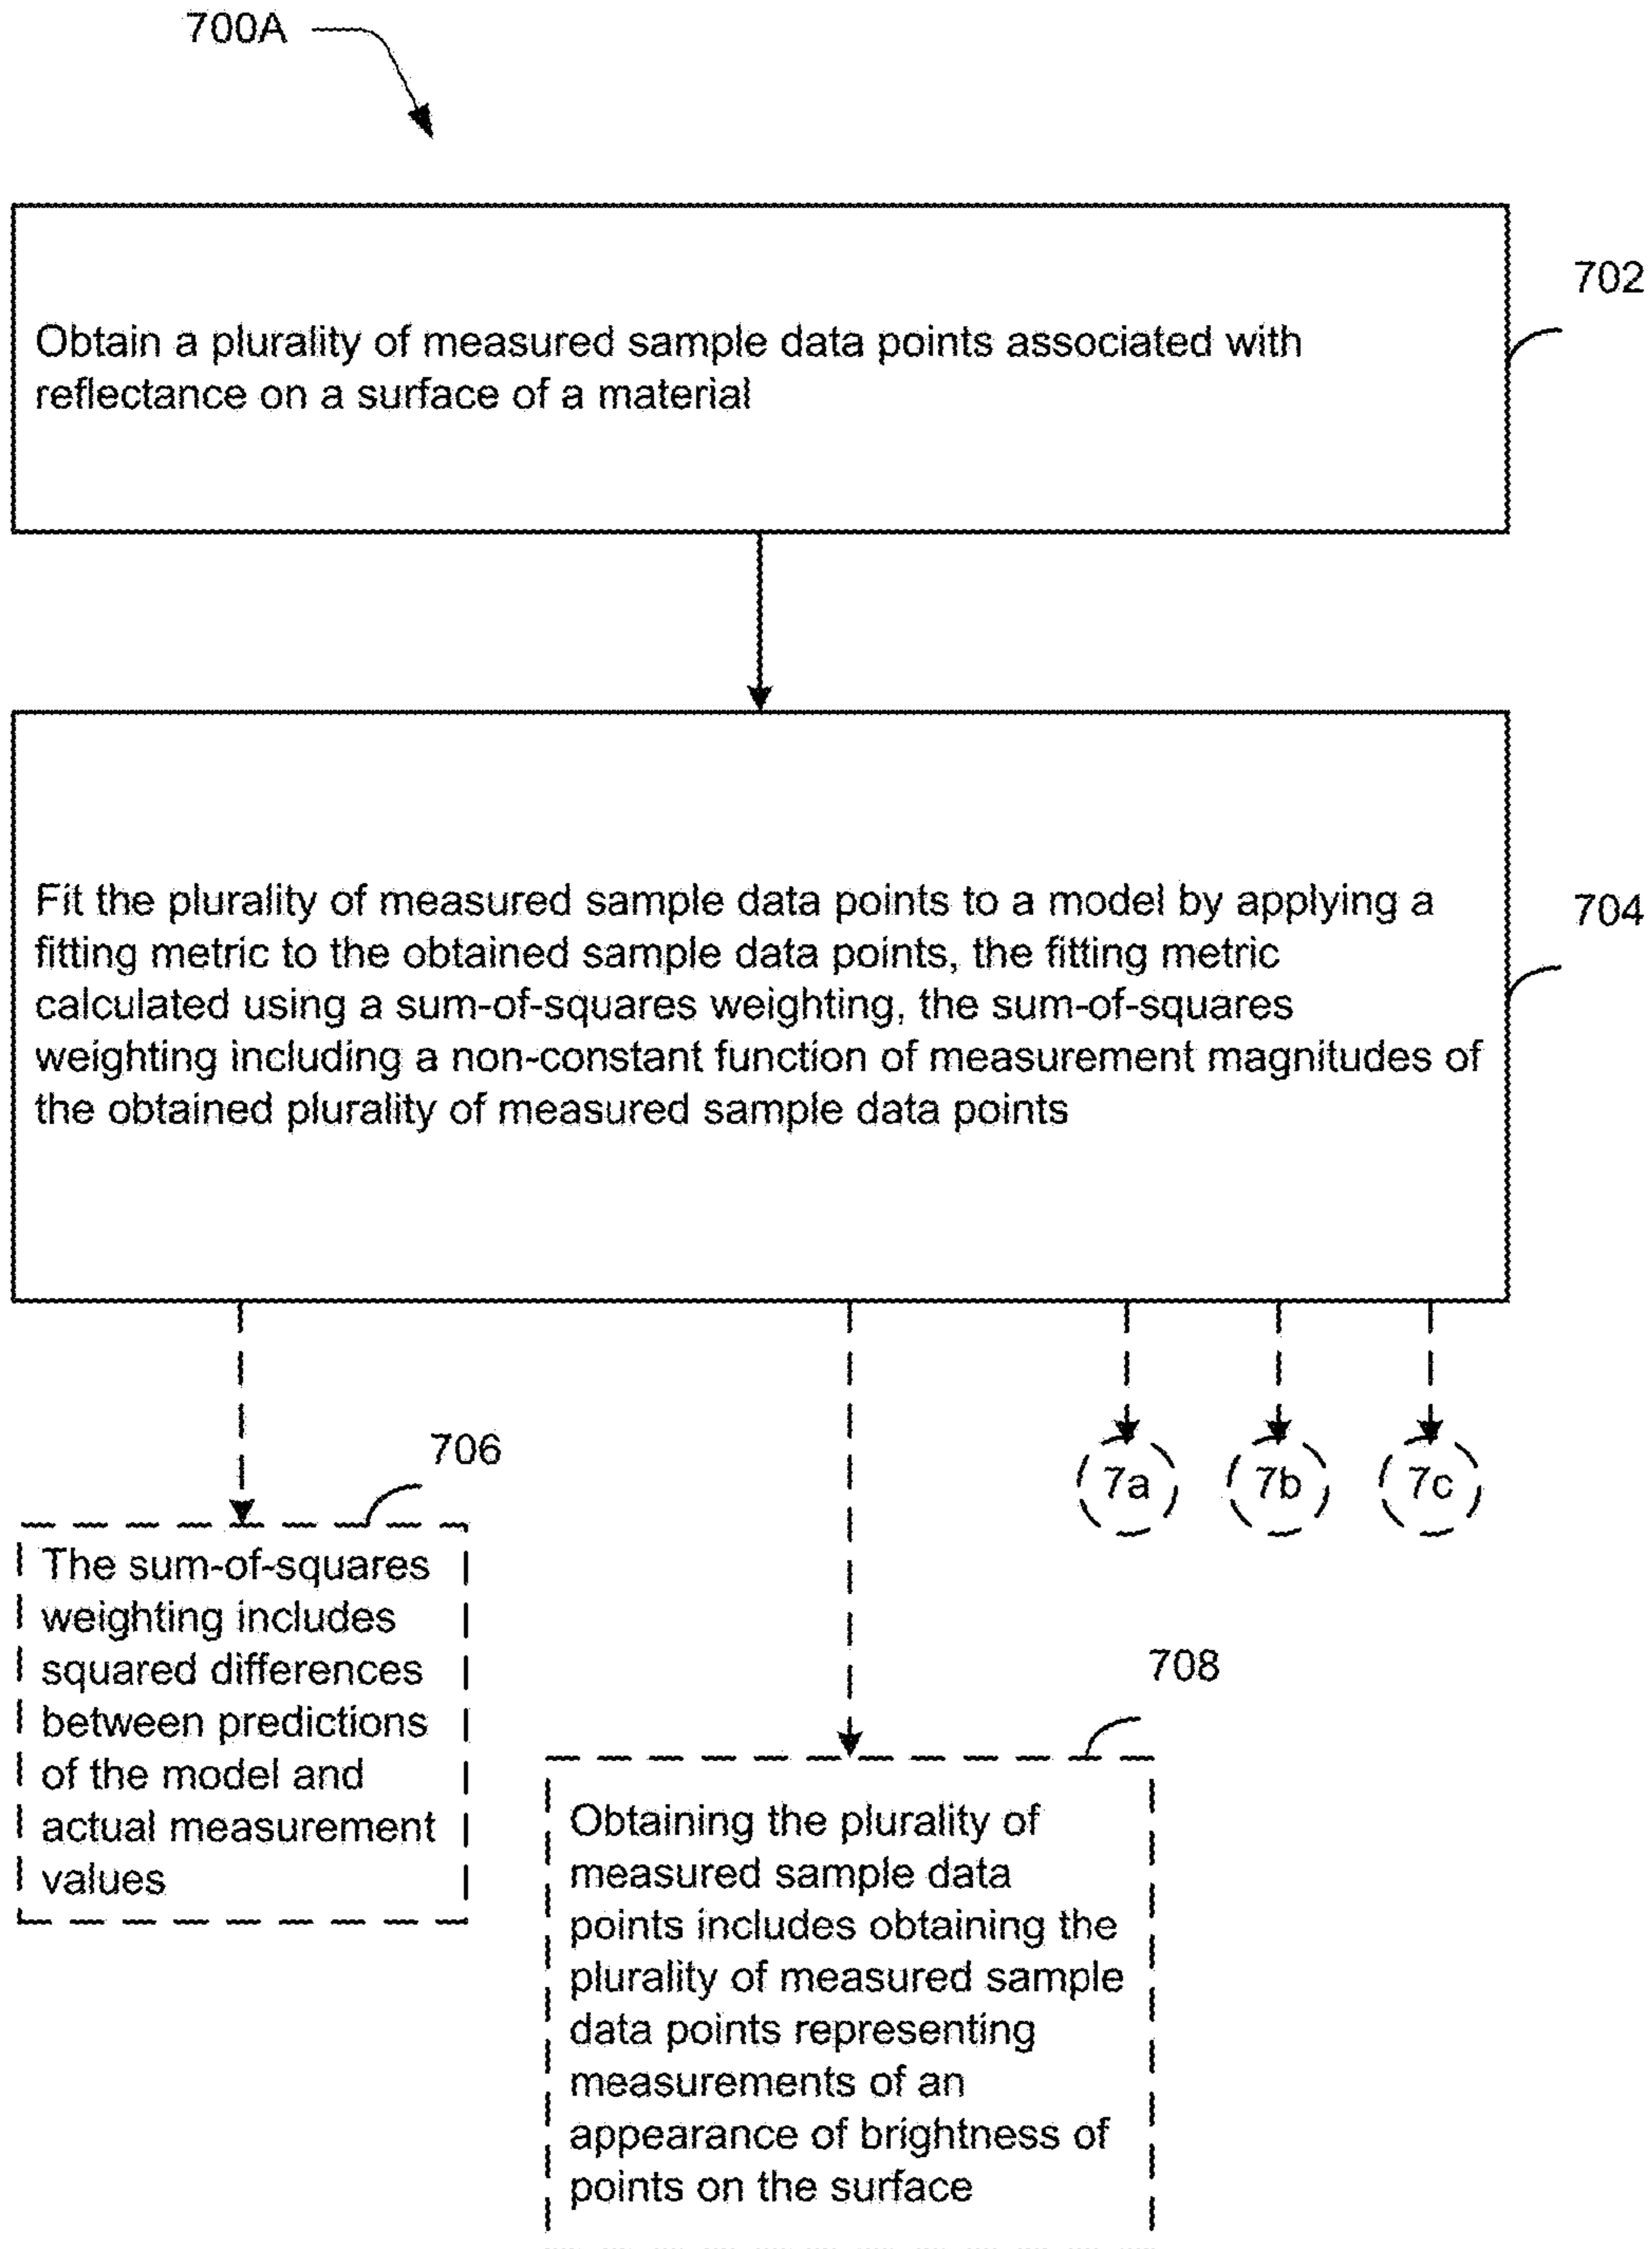 700A
702
Obtain a plurality of measured sample data points associated with
reflectance on a surface of a material
704
Fit the plurality of measured sample data points to a model by applying a
fitting metric to the obtained sample data points, the fitting metric
calculated using a sum-of-squares weighting, the sum-of-squares
weighting including a non-constant function of measurement magnitudes of
the obtained plurality of measured sample data points
7a
7b
7c
706
The sum-of-squares
weighting includes
squared differences
between predictions
of the model and
actual measurement
values
708
Obtaining the plurality of
measured sample data
points includes obtaining the
plurality of measured sample
data points representing
measurements of an
appearance of brightness of
points on the surface